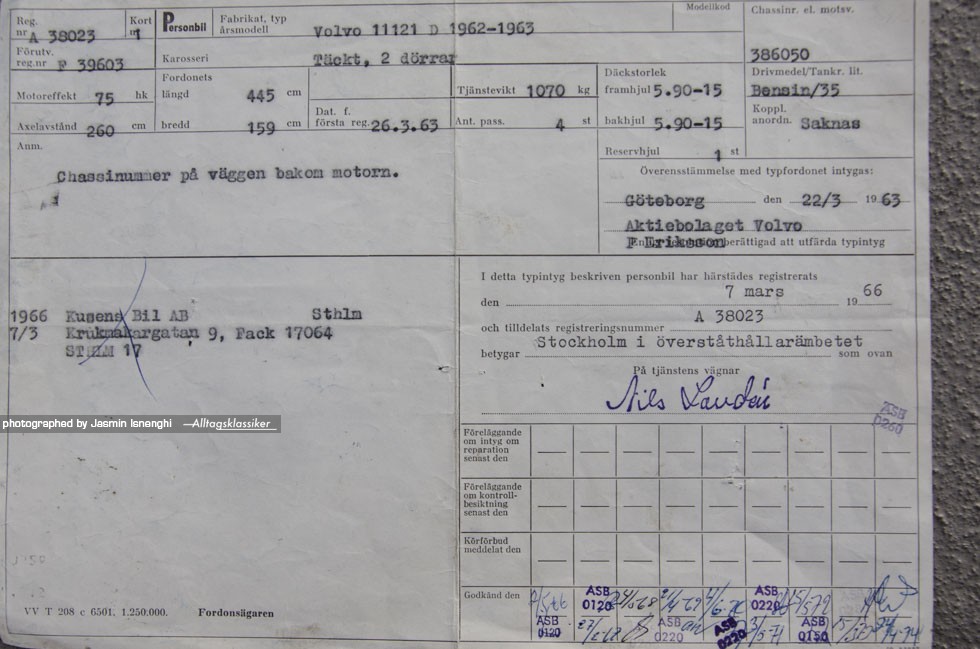 Reg. nr A 38023
Kort nr 1
Personbil
Fabrikat, typ årsmodell Volvo 11121 D 1962-1963
Modellkod
Chassinr. el. motsv. 386050
Förutv. reg.nr F 39603
Karosseri Täckt, 2 dörrar
Motoreffekt 75 hk
Fordonets längd 445 cm
Tjänstevikt 1070 kg
Däckstorlek framhjul 5.90-15
Drivmedel/Tankr. lit. Bensin/35
Axelavstånd 260 cm
bredd 159 cm
Dat. f. första reg. 26.3.63
Ant. pass. 4 st
bakhjul 5.90-15
Koppl. anordn. Saknas
Reservhjul 1 st
Anm.
Chassinummer på väggen bakom motorn.
Överensstämmelse med typfordonet intygas:
Göteborg den 22/3 1963
Aktiebolaget Volvo
Eriksson berättigad att utfärda typintyg
1966 Kusens Bil AB Sthlm
7/3 Krukmakargatan 9, Fack 17064
STHLM 17
I detta typintyg beskriven personbil har härstädes registrerats
den 7 mars 1966
och tilldelats registreringsnummer A 38023
Stockholm i överståthållarämbetet
betygar som ovan
På tjänstens vägnar
Nils
ASB
0260
photographed by Jasmin Isnenghi —Alltagsklassiker
Föreläggande
om intyg om
reparation
senast den
Föreläggande
om kontroll-
besiktning
senast den
Körförbud
meddelat den
Godkänd den
ASB 0120
ASB 0220
ASB 0120
ASB 0220
ASB 0220
ASB 0150
VV T 208 c 6501. 1.250.000.
Fordonsägaren